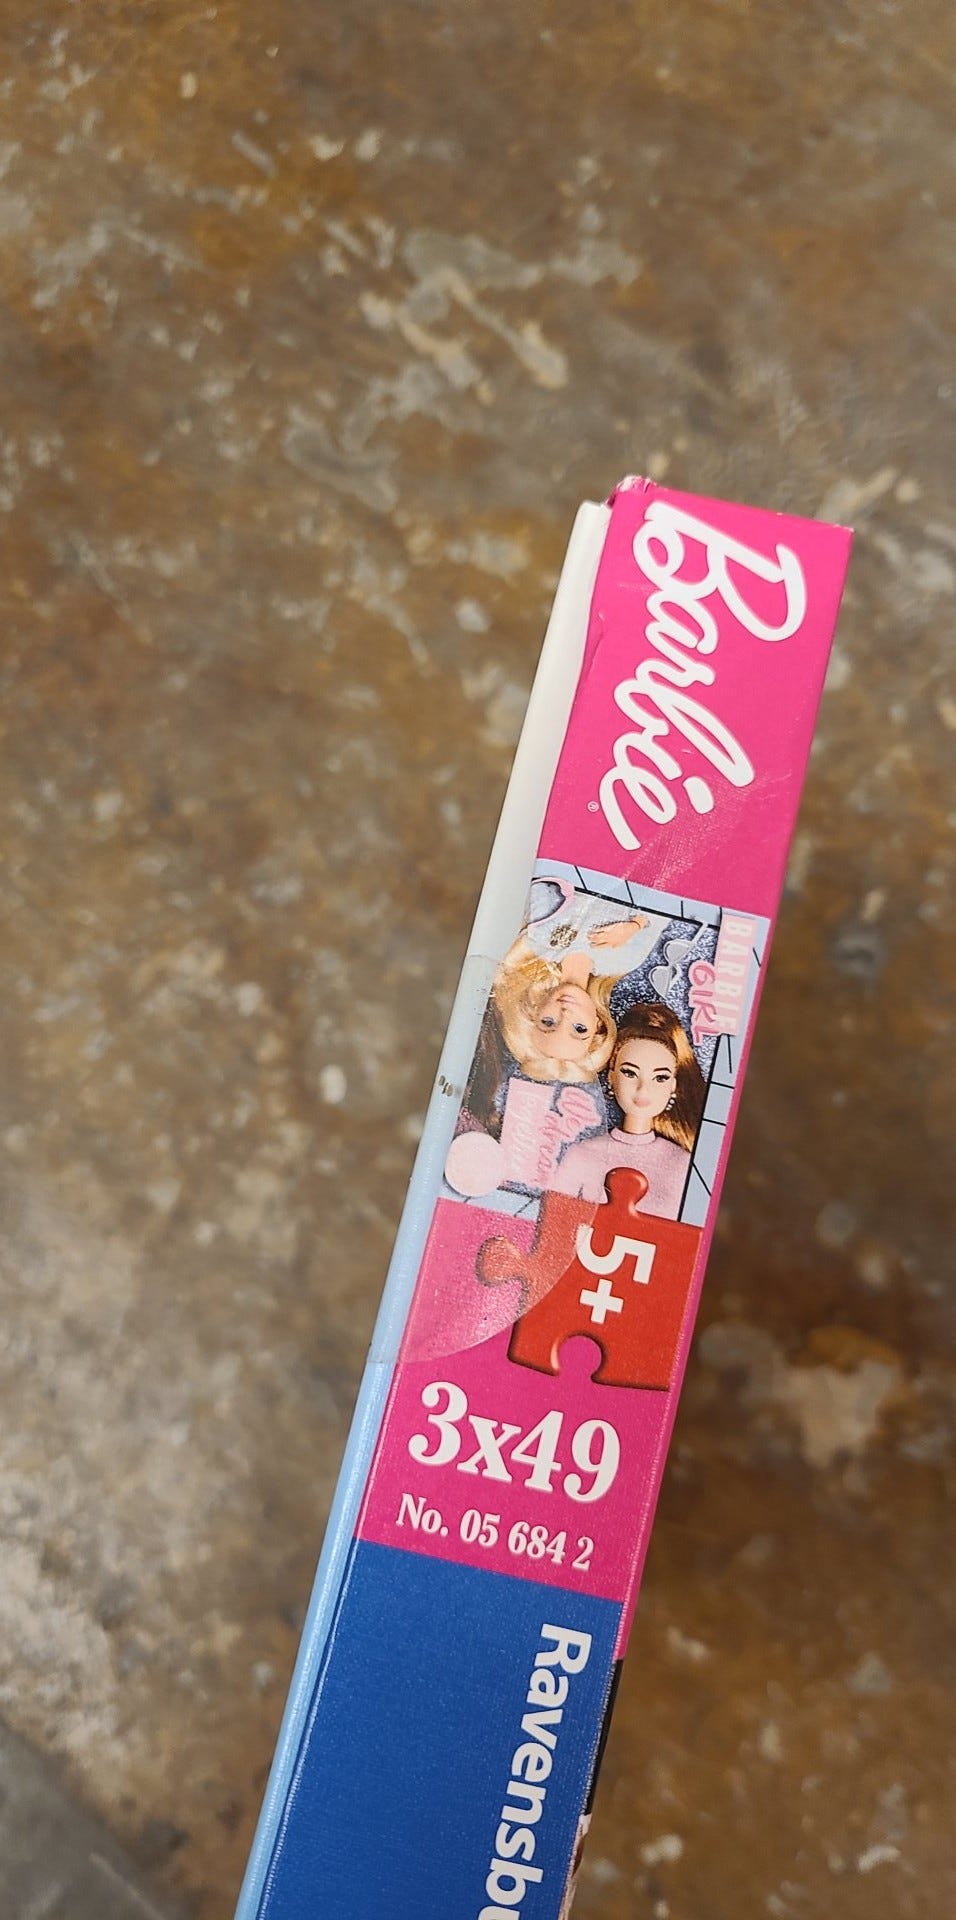 Barbie®
BARBIE
GIRL
5+
3x49
No. 05 684 2
Ravensb